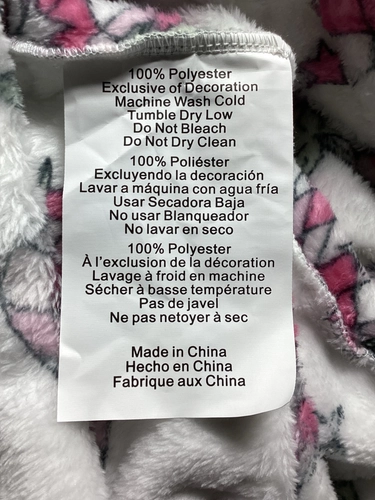 100% Polyester
Exclusive of Decoration
Machine Wash Cold
Tumble Dry Low
Do Not Bleach
Do Not Dry Clean
100% Poliéster
Excluyendo la decoración
Lavar a máquina con agua fría
Usar Secadora Baja
No usar Blanqueador
No lavar en seco
100% Polyester
À l'exclusion de la décoration
Lavage à froid en machine
Sécher à basse température
Pas de javel
Ne pas netoyer à sec
Made in China
Hecho en China
Fabrique aux China